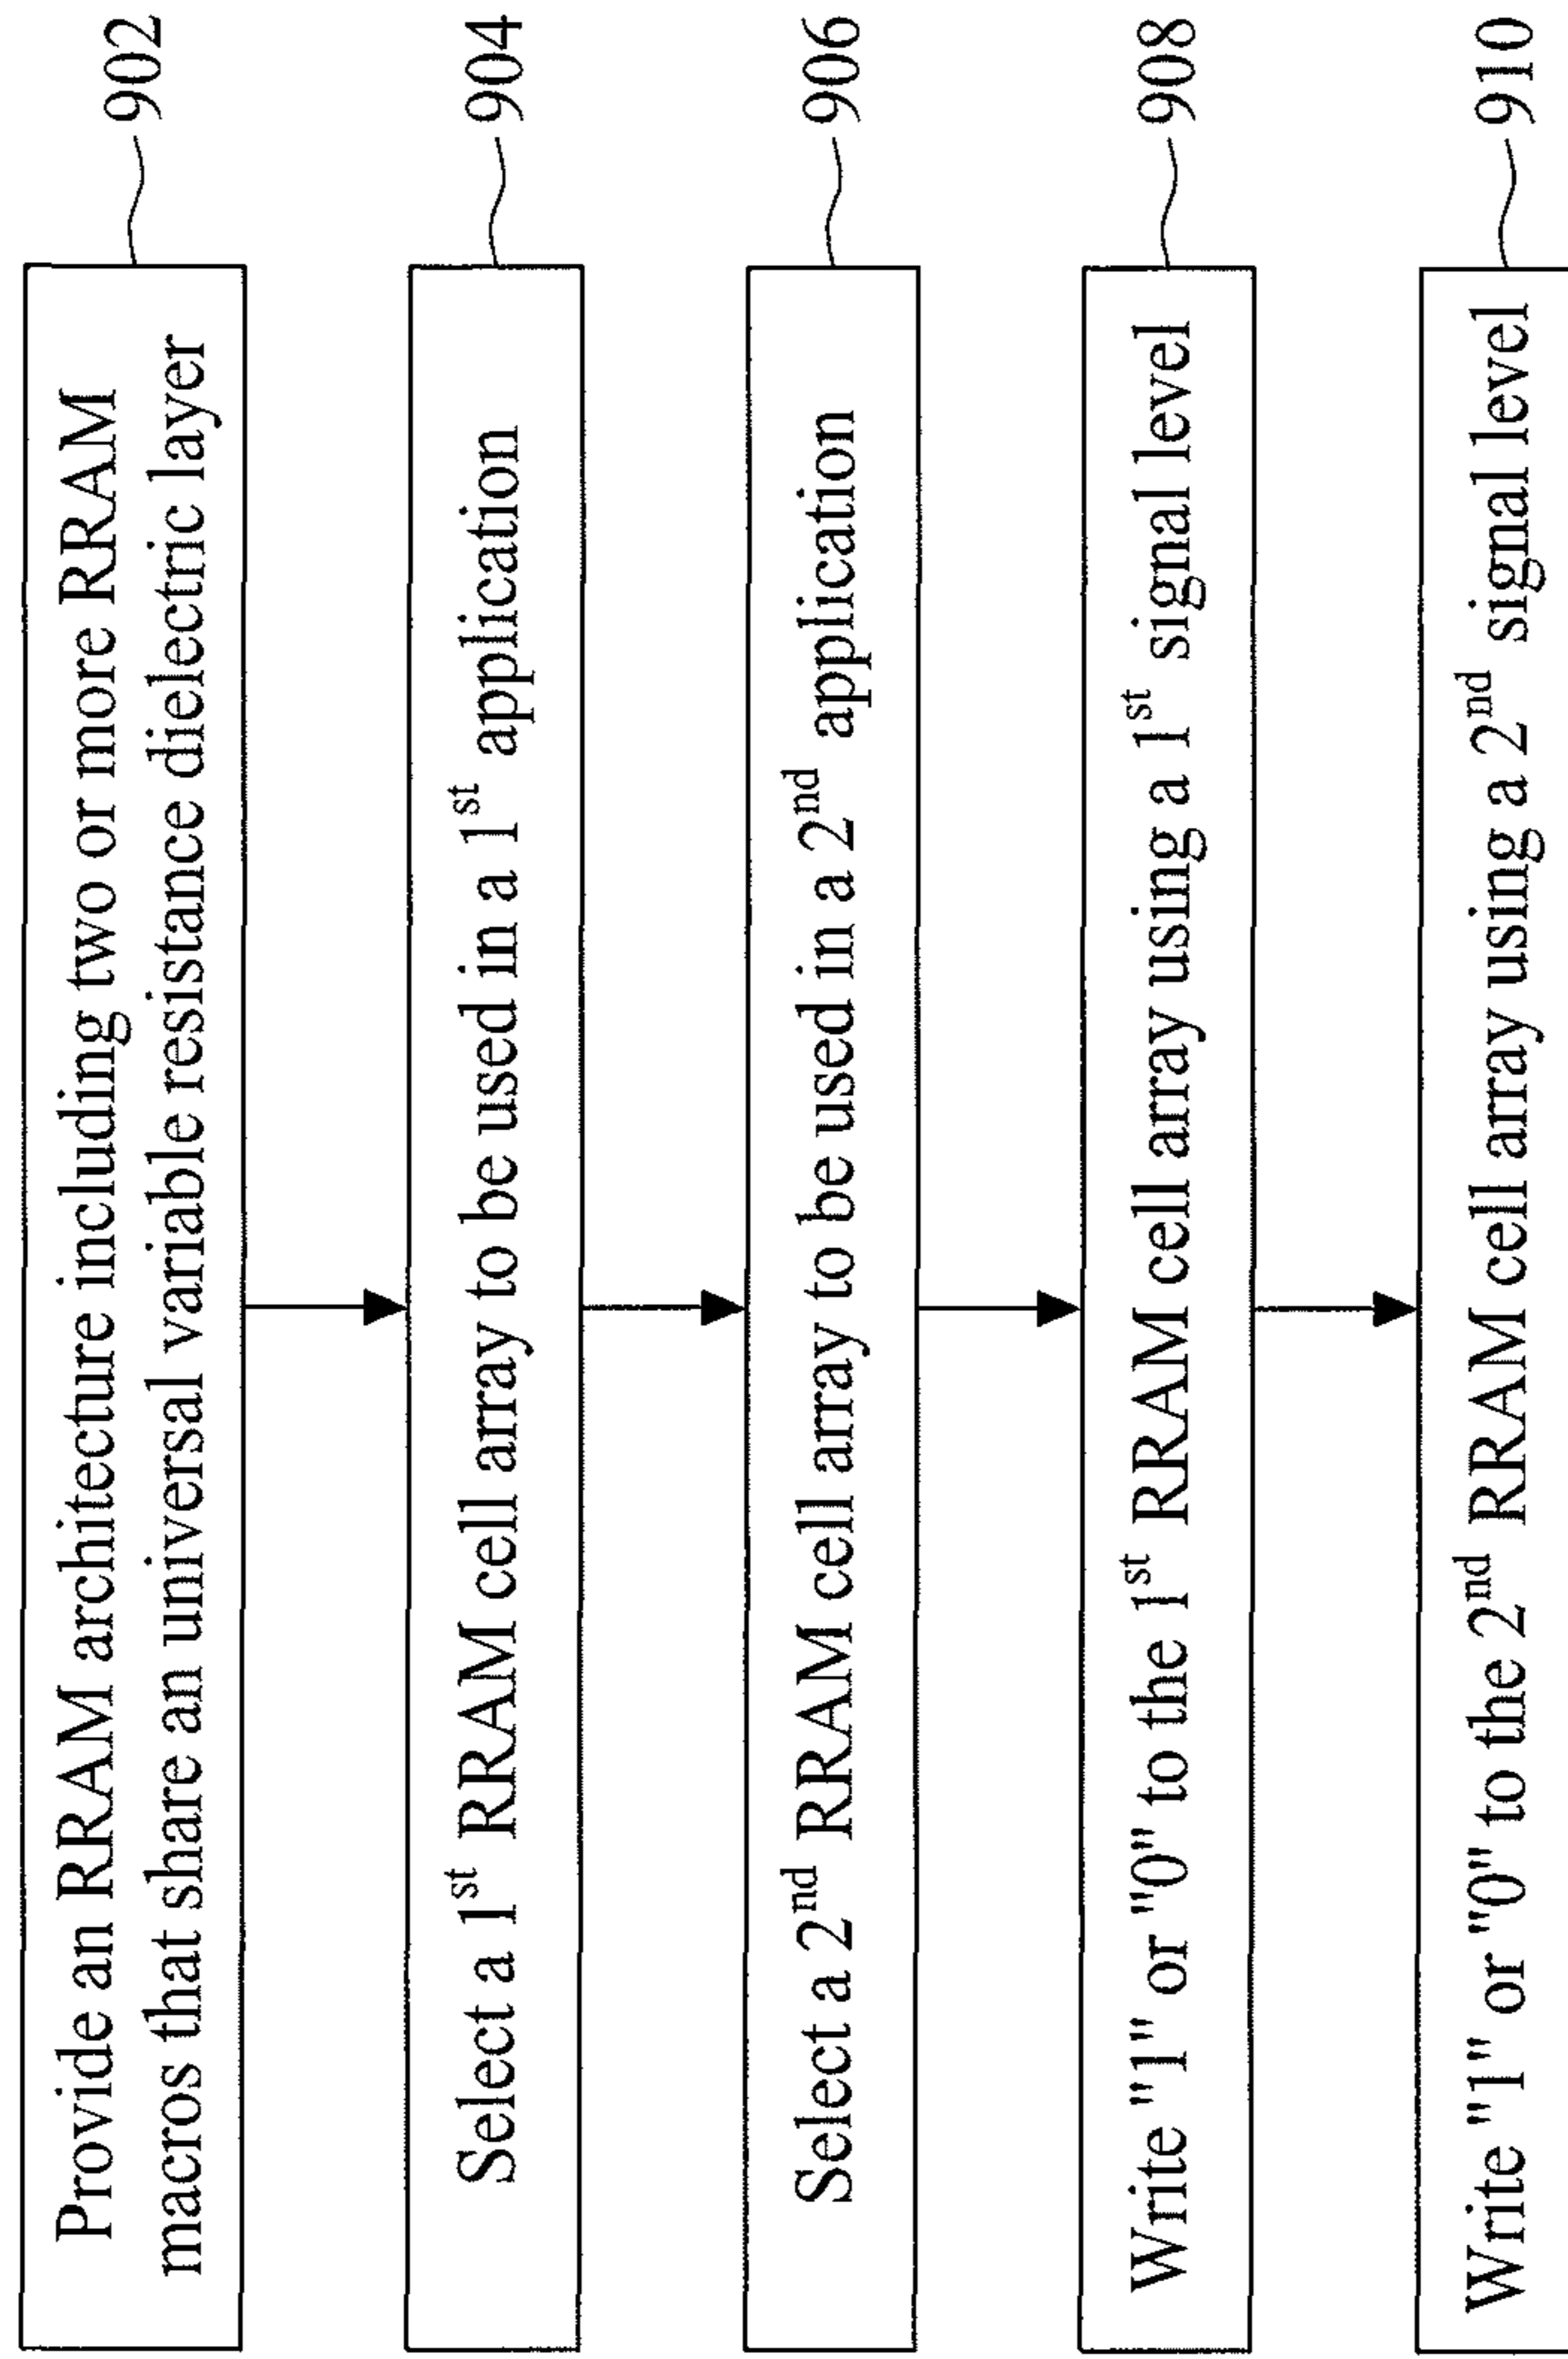 Provide an RRAM architecture including two or more RRAM
macros that share an universal variable resistance dielectric layer
902
Select a 1st RRAM cell array to be used in a 1st application
904
Select a 2nd RRAM cell array to be used in a 2nd application
906
Write "1" or "0" to the 1st RRAM cell array using a 1st signal level
908
Write "1" or "0" to the 2nd RRAM cell array using a 2nd signal level
910